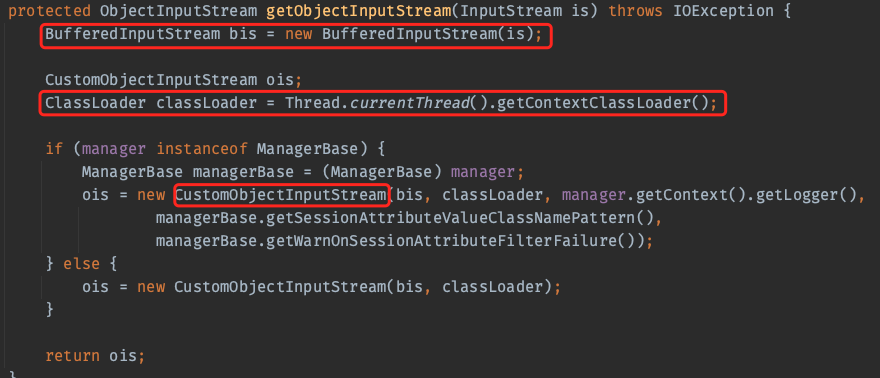 protected ObjectInputStream getObjectInputStream(InputStream is) throws IOException {
BufferedInputStream bis = new BufferedInputStream(is);
CustomObjectInputStream ois;
ClassLoader classLoader = Thread.currentThread().getContextClassLoader();
if (manager instanceof ManagerBase) {
ManagerBase managerBase = (ManagerBase) manager;
ois = new CustomObjectInputStream(bis, classLoader, manager.getContext().getLogger(),
managerBase.getSessionAttributeValueClassNamePattern(),
managerBase.getWarnOnSessionAttributeFilterFailure());
} else {
ois = new CustomObjectInputStream(bis, classLoader);
}
return ois;
}